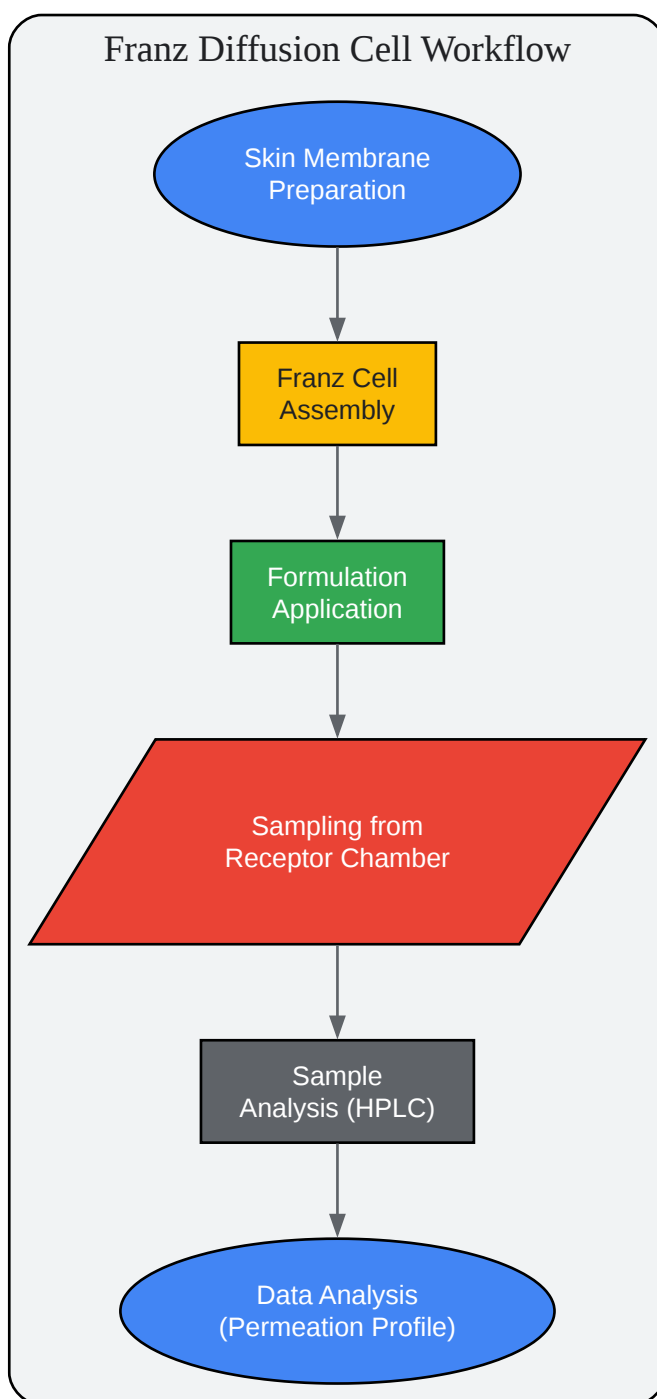 Franz Diffusion Cell Workflow
Skin Membrane
Preparation
Franz Cell
Assembly
Formulation
Application
Sampling from
Receptor Chamber
Sample
Analysis (HPLC)
Data Analysis
(Permeation Profile)